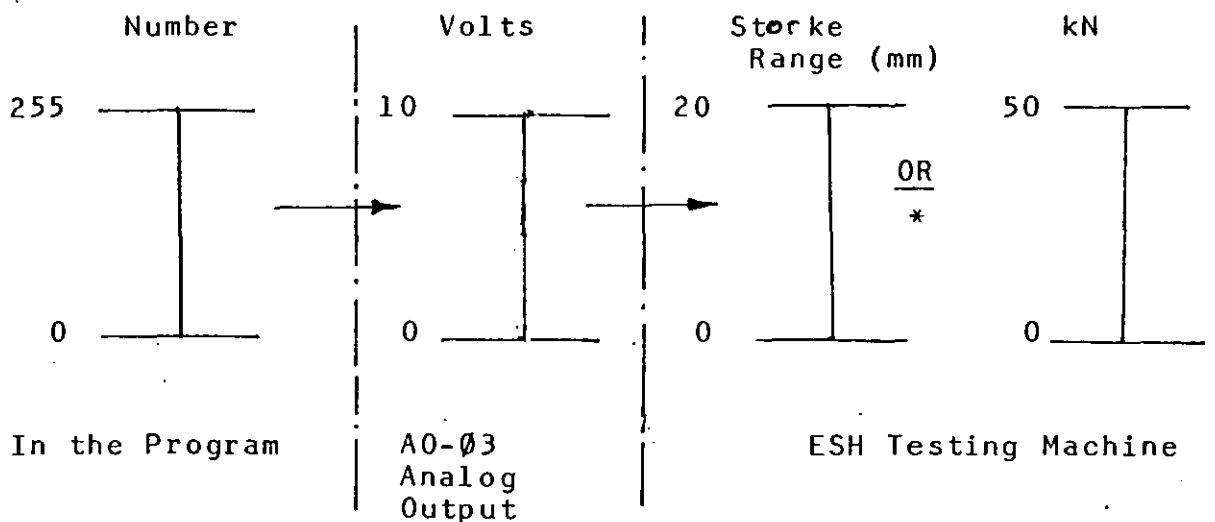 Number Volts Storke kN
Range (mm)
255 10 20 50
OR
*
0 0 0 0
In the Program AO-Ø3 ESH Testing Machine
Analog
Output